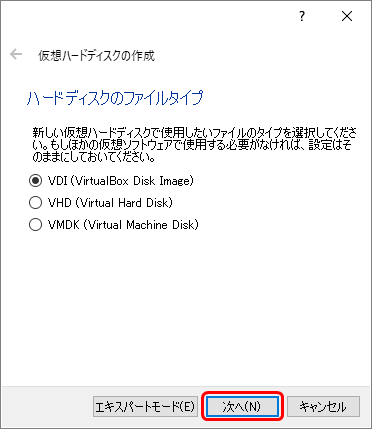 ?
仮想ハードディスクの作成
ハードディスクのファイルタイプ
新しい仮想ハードディスクで使用したいファイルのタイプを選択してくださ
い。もしほかの仮想ソフトウェアで使用する必要がなければ、設定はそ
のままにしておいてください。
VDI (VirtualBox Disk Image)
VHD (Virtual Hard Disk)
VMDK (Virtual Machine Disk)
エキスパートモード(E) 次へ(N) キャンセル